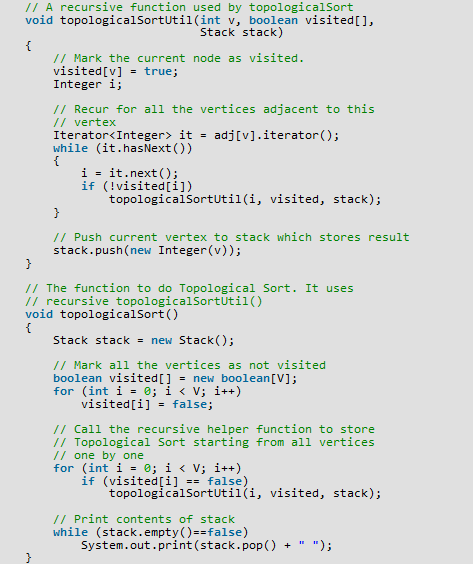 // A recursive function used by topologicalSort
void topologicalSortUtil(int v, boolean visited[],
                         Stack stack)
{
    // Mark the current node as visited.
    visited[v] = true;
    Integer i;

    // Recur for all the vertices adjacent to this
    // vertex
    Iterator<Integer> it = adj[v].iterator();
    while (it.hasNext())
    {
        i = it.next();
        if (!visited[i])
            topologicalSortUtil(i, visited, stack);
    }

    // Push current vertex to stack which stores result
    stack.push(new Integer(v));
}

// The function to do Topological Sort. It uses
// recursive topologicalSortUtil()
void topologicalSort()
{
    Stack stack = new Stack();

    // Mark all the vertices as not visited
    boolean visited[] = new boolean[V];
    for (int i = 0; i < V; i++)
        visited[i] = false;

    // Call the recursive helper function to store
    // Topological Sort starting from all vertices
    // one by one
    for (int i = 0; i < V; i++)
        if (visited[i] == false)
            topologicalSortUtil(i, visited, stack);

    // Print contents of stack
    while (stack.empty()==false)
        System.out.print(stack.pop() + " ");
}